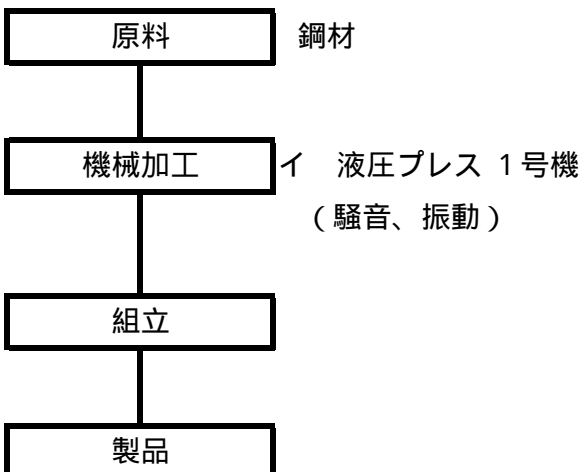 原料　鋼材
機械加工　イ　液圧プレス １号機
（騒音、振動）
組立
製品